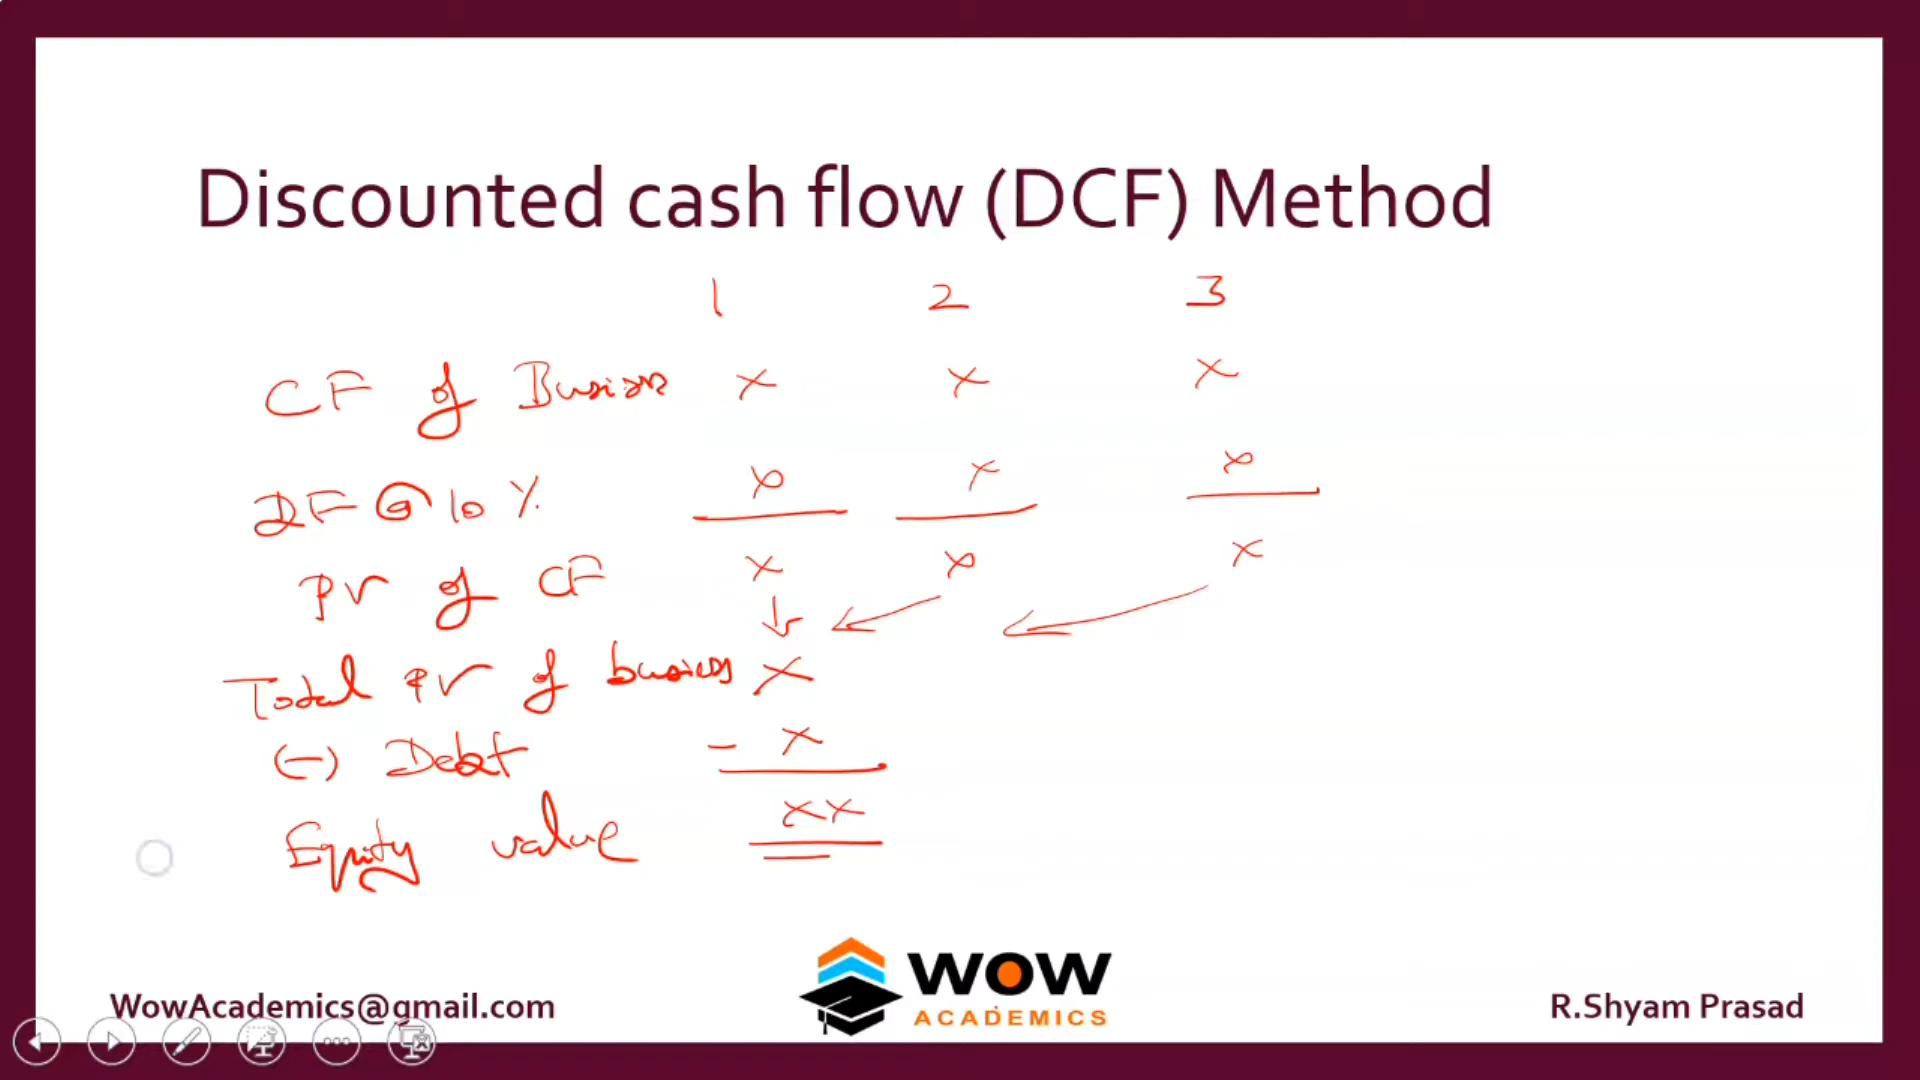 Discounted cash flow (DCF) Method
1 2 3
CF of Business x x x
DF @ 10 % x x x
PV of CF x x x
Total PV of business x
(-) Debt - x
Equity value xx
WOW
ACADEMICS
WowAcademics@gmail.com
R.Shyam Prasad